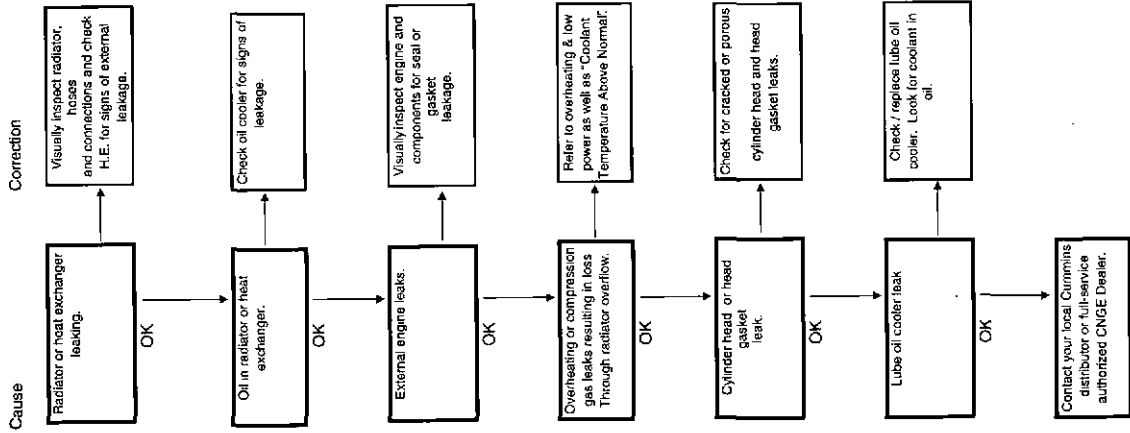 Cause
Correction
Radiator or heat exchanger
leaking.
Visually inspect radiator,
hoses
and connections and check
H.E. for signs of external
leakage.
OK
Oil in radiator or heat
exchanger.
Check oil cooler for signs of
leakage.
OK
External engine leaks.
Visually inspect engine and
components for seal or
gasket
leakage.
OK
Overheating or compression
gas leaks resulting in loss
Through radiator overflow.
Refer to overheating & low
power as well as "Coolant
Temperature Above Normal".
OK
Cylinder head or head
gasket
leak.
Check for cracked or porous
cylinder head and head
gasket leaks.
OK
Lube oil cooler leak
Check / replace lube oil
cooler. Look for coolant in
oil.
OK
Contact your local Cummins
distributor or full-service
authorized CNGE Dealer.